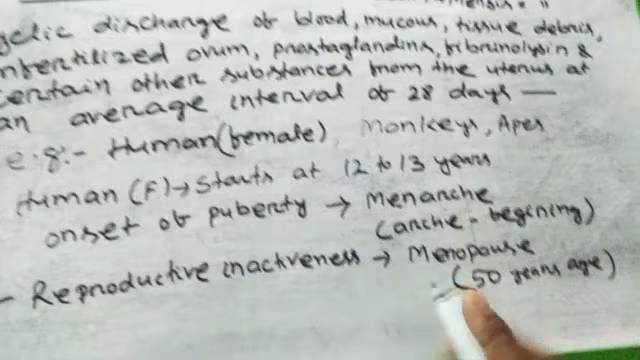 yclic discharge of blood, mucous, tissue debris,
nfertilized ovum, prostaglandins, fibrinolysin &
certain other substances from the uterus at
an average interval of 28 days —
e.g:- Human(female), Monkeys, Apes
Human (F)→ Starts at 12 to 13 years
onset of puberty → Menarche
(arche - begining)
- Reproductive inactiveness → Menopause
(50 years age)